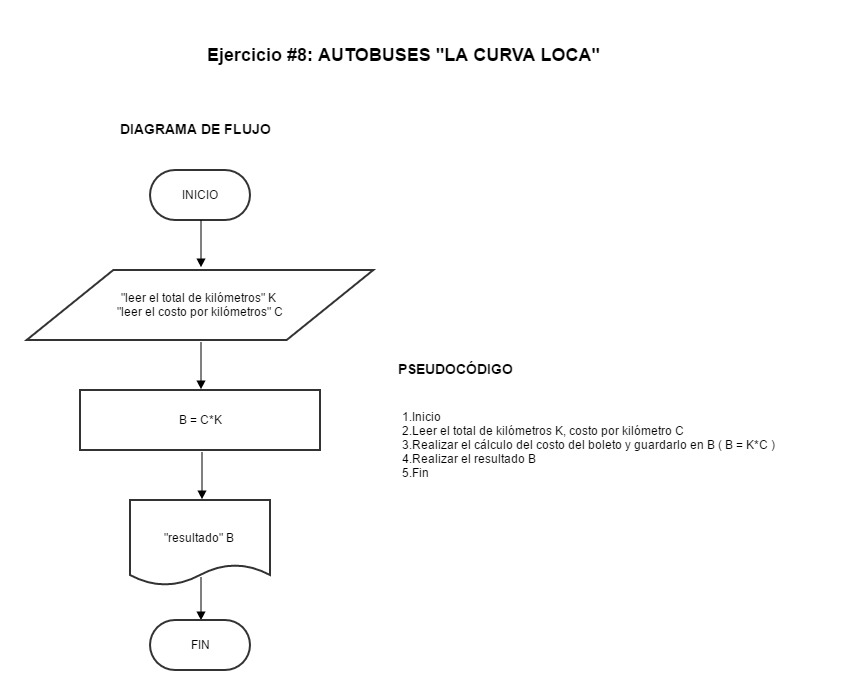 Ejercicio #8: AUTOBUSES "LA CURVA LOCA"
DIAGRAMA DE FLUJO
INICIO
"leer el total de kilómetros" K
"leer el costo por kilómetros" C
B = C*K
"resultado" B
FIN
PSEUDOCÓDIGO
1.Inicio
2.Leer el total de kilómetros K, costo por kilómetro C
3.Realizar el cálculo del costo del boleto y guardarlo en B ( B = K*C )
4.Realizar el resultado B
5.Fin